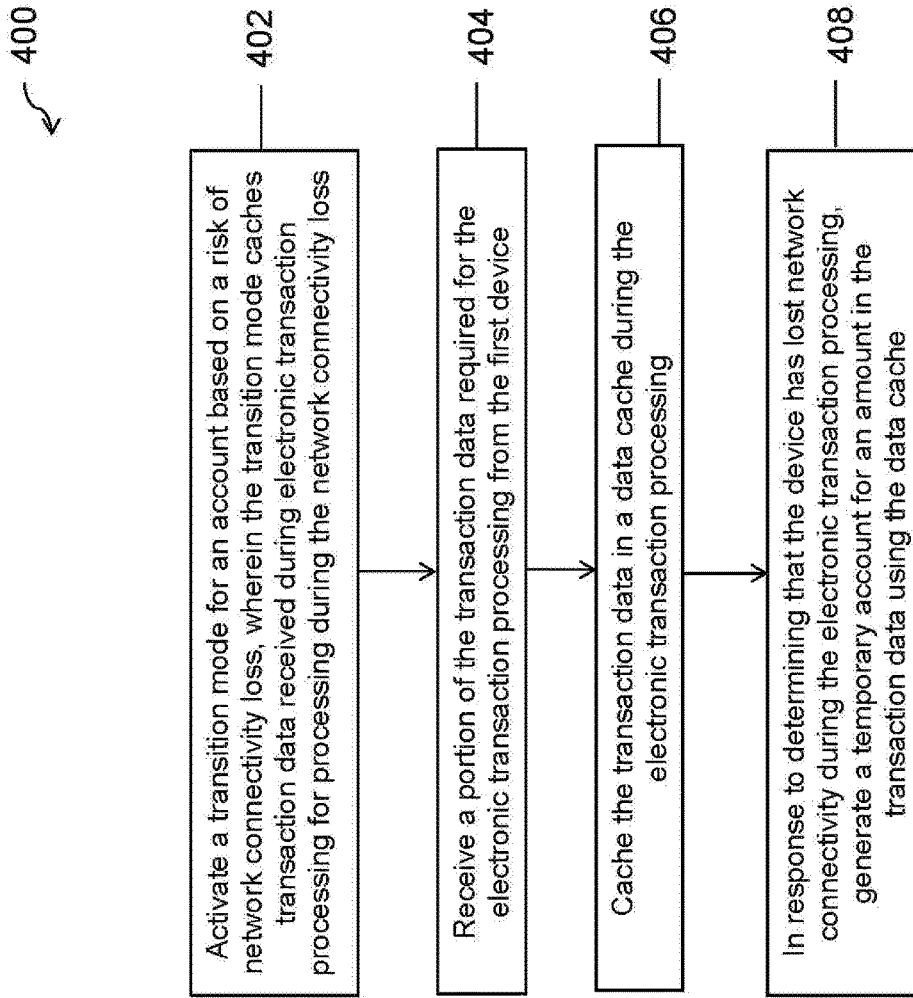 400
Activate a transition mode for an account based on a risk of
network connectivity loss, wherein the transition mode caches
transaction data received during electronic transaction
processing for processing during the network connectivity loss
402
Receive a portion of the transaction data required for the
electronic transaction processing from the first device
404
Cache the transaction data in a data cache during the
electronic transaction processing
406
In response to determining that the device has lost network
connectivity during the electronic transaction processing,
generate a temporary account for an amount in the
transaction data using the data cache
408